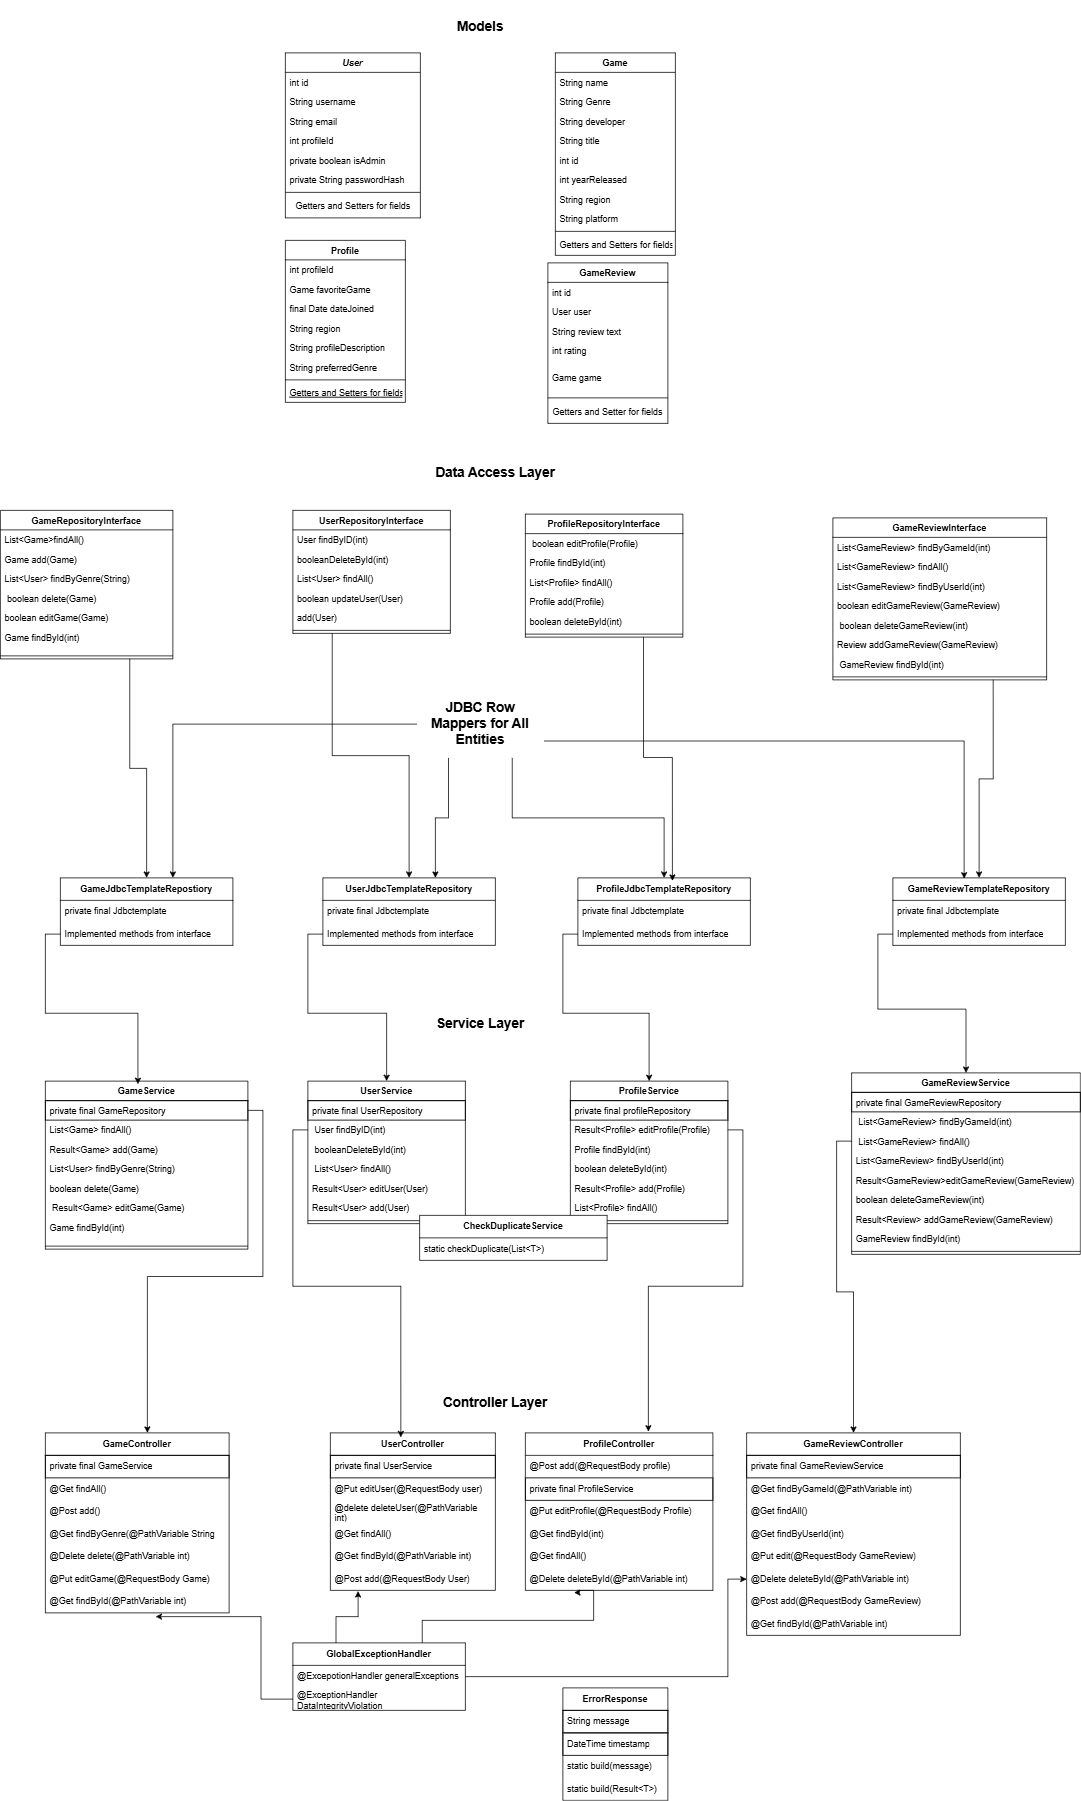 Models
User
int id
String username
String email
int profileId
private boolean isAdmin
private String passwordHash
Getters and Setters for fields
Game
String name
String Genre
String developer
String title
int id
int yearReleased
String region
String platform
Getters and Setters for fields
Profile
int profileId
Game favoriteGame
final Date dateJoined
String region
String profileDescription
String preferredGenre
Getters and Setters for fields
GameReview
int id
User user
String review text
int rating
Game game
Getters and Setter for fields
Data Access Layer
GameRepositoryInterface
List<Game>findAll()
Game add(Game)
List<User> findByGenre(String)
boolean delete(Game)
boolean editGame(Game)
Game findById(int)
UserRepositoryInterface
User findByID(int)
booleanDeleteById(int)
List<User> findAll()
boolean updateUser(User)
add(User)
ProfileRepositoryInterface
boolean editProfile(Profile)
Profile findById(int)
List<Profile> findAll()
Profile add(Profile)
boolean deleteById(int)
GameReviewInterface
List<GameReview> findByGameId(int)
List<GameReview> findAll()
List<GameReview> findByUserId(int)
boolean editGameReview(GameReview)
boolean deleteGameReview(int)
Review addGameReview(GameReview)
GameReview findById(int)
JDBC Row
Mappers for All
Entities
GameJdbcTemplateRepostiory
private final Jdbctemplate
Implemented methods from interface
UserJdbcTemplateRepository
private final Jdbctemplate
Implemented methods from interface
ProfileJdbcTemplateRepository
private final Jdbctemplate
Implemented methods from interface
GameReviewTemplateRepository
private final Jdbctemplate
Implemented methods from interface
Service Layer
GameService
private final GameRepository
List<Game> findAll()
Result<Game> add(Game)
List<User> findByGenre(String)
boolean delete(Game)
Result<Game> editGame(Game)
Game findById(int)
UserService
private final UserRepository
User findByID(int)
booleanDeleteById(int)
List<User> findAll()
Result<User> editUser(User)
Result<User> add(User)
ProfileService
private final profileRepository
Result<Profile> editProfile(Profile)
Profile findById(int)
boolean deleteById(int)
Result<Profile> add(Profile)
List<Profile> findAll()
CheckDuplicateService
static checkDuplicate(List<T>)
GameReviewService
private final GameReviewRepository
List<GameReview> findByGameId(int)
List<GameReview> findAll()
List<GameReview> findByUserId(int)
Result<GameReview>editGameReview(GameReview)
boolean deleteGameReview(int)
Result<Review> addGameReview(GameReview)
GameReview findById(int)
Controller Layer
GameController
private final GameService
@Get findAll()
@Post add()
@Get findByGenre(@PathVariable String
@Delete delete(@PathVariable int)
@Put editGame(@RequestBody Game)
@Get findById(@PathVariable int)
UserController
private final UserService
@Put editUser(@RequestBody user)
@delete deleteUser(@PathVariable
int)
@Get findAll()
@Get findById(@PathVariable int)
@Post add(@RequestBody User)
ProfileController
@Post add(@RequestBody profile)
private final ProfileService
@Put editProfile(@RequestBody Profile)
@Get findById(int)
@Get findAll()
@Delete deleteById(@PathVariable int)
GameReviewController
private final GameReviewService
@Get findByGameId(@PathVariable int)
@Get findAll()
@Get findByUserId(int)
@Put edit(@RequestBody GameReview)
@Delete deleteById(@PathVariable int)
@Post add(@RequestBody GameReview)
@Get findById(@PathVariable int)
GlobalExceptionHandler
@ExcepotionHandler generalExceptions
@ExceptionHandler
DataIntegrityViolation
ErrorResponse
String message
DateTime timestamp
static build(message)
static build(Result<T>)